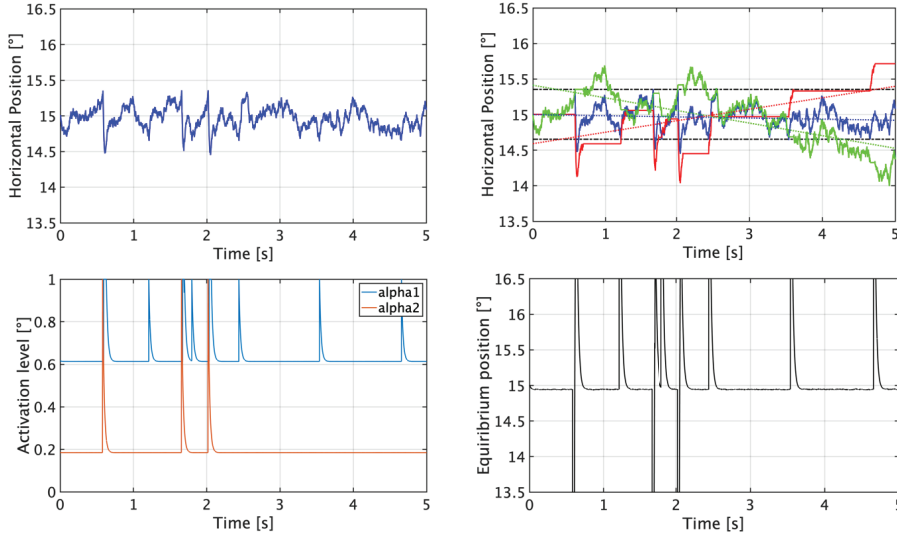 16.5
16
15.5
15
14.5
14
13.5
0 1 2 3 4 5
Horizontal Position [°]
Time [s]
16.5
16
15.5
15
14.5
14
13.5
0 1 2 3 4 5
Horizontal Position [°]
Time [s]
1
0.8
0.6
0.4
0.2
0
0 1 2 3 4 5
Activation level [°]
Time [s]
alpha1
alpha2
16.5
16
15.5
15
14.5
14
13.5
0 1 2 3 4 5
Equiribrium position [°]
Time [s]